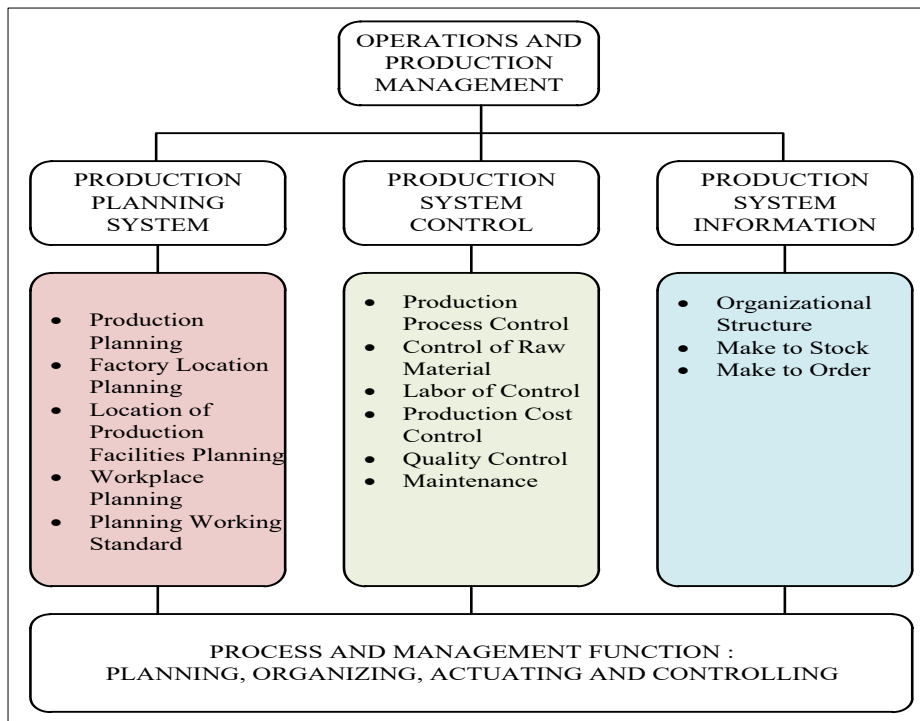 OPERATIONS AND
PRODUCTION
MANAGEMENT
PRODUCTION
PLANNING
SYSTEM
PRODUCTION
SYSTEM
CONTROL
PRODUCTION
SYSTEM
INFORMATION
• Production
Planning
• Factory Location
Planning
• Location of
Production
Facilities Planning
• Workplace
Planning
• Planning Working
Standard
• Production
Process Control
• Control of Raw
Material
• Labor of Control
• Production Cost
Control
• Quality Control
• Maintenance
• Organizational
Structure
• Make to Stock
• Make to Order
PROCESS AND MANAGEMENT FUNCTION :
PLANNING, ORGANIZING, ACTUATING AND CONTROLLING